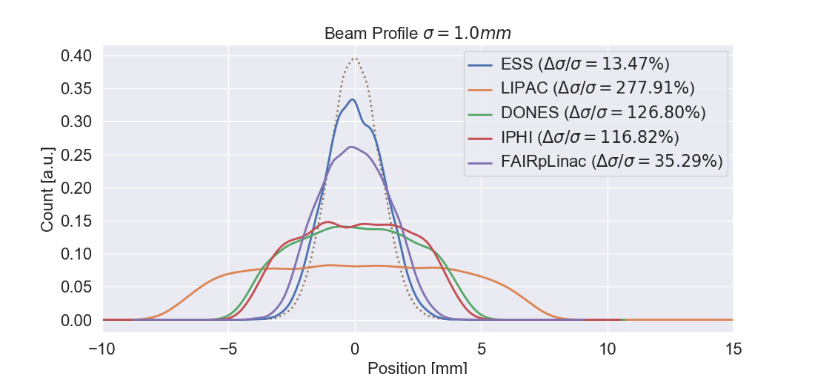 Beam Profile σ = 1.0mm
0.40
0.35
0.30
0.25
0.20
0.15
0.10
0.05
0.00
Count [a.u.]
ESS (Δσ/σ = 13.47%)
LIPAC (Δσ/σ = 277.91%)
DONES (Δσ/σ = 126.80%)
IPHI (Δσ/σ = 116.82%)
FAIRpLinac (Δσ/σ = 35.29%)
−10 −5 0 5 10 15
Position [mm]